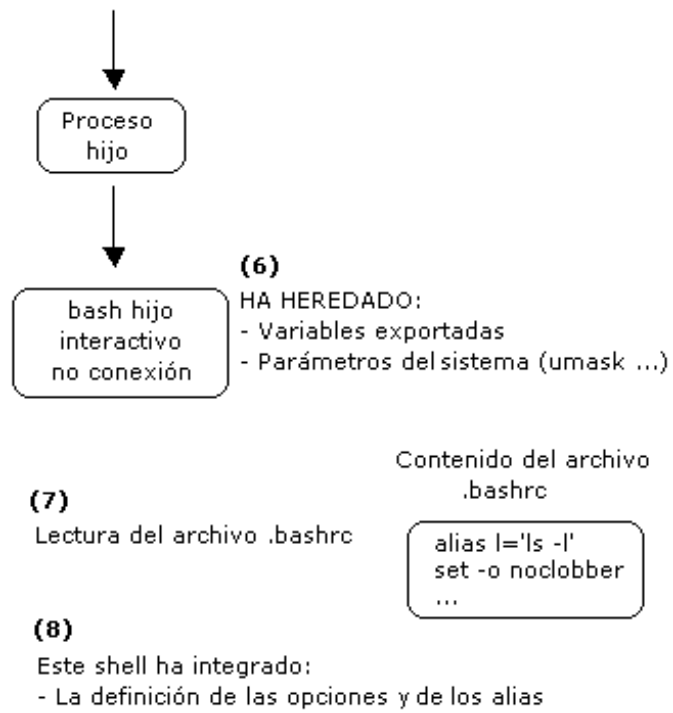 Proceso
hijo
(6)
HA HEREDADO:
- Variables exportadas
- Parámetros del sistema (umask ...)
bash hijo
interactivo
no conexión
Contenido del archivo
.bashrc
(7)
Lectura del archivo .bashrc
alias l='ls -l'
set -o noclobber
...
(8)
Este shell ha integrado:
- La definición de las opciones y de los alias